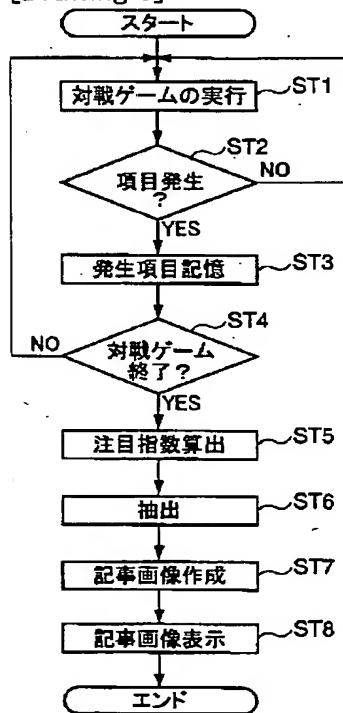 スタート
対戦ゲームの実行
ST1
ST2
項目発生
?
NO
YES
発生項目記憶
ST3
ST4
NO
対戦ゲーム
終了?
YES
注目指数算出
ST5
抽出
ST6
記事画像作成
ST7
記事画像表示
ST8
エンド